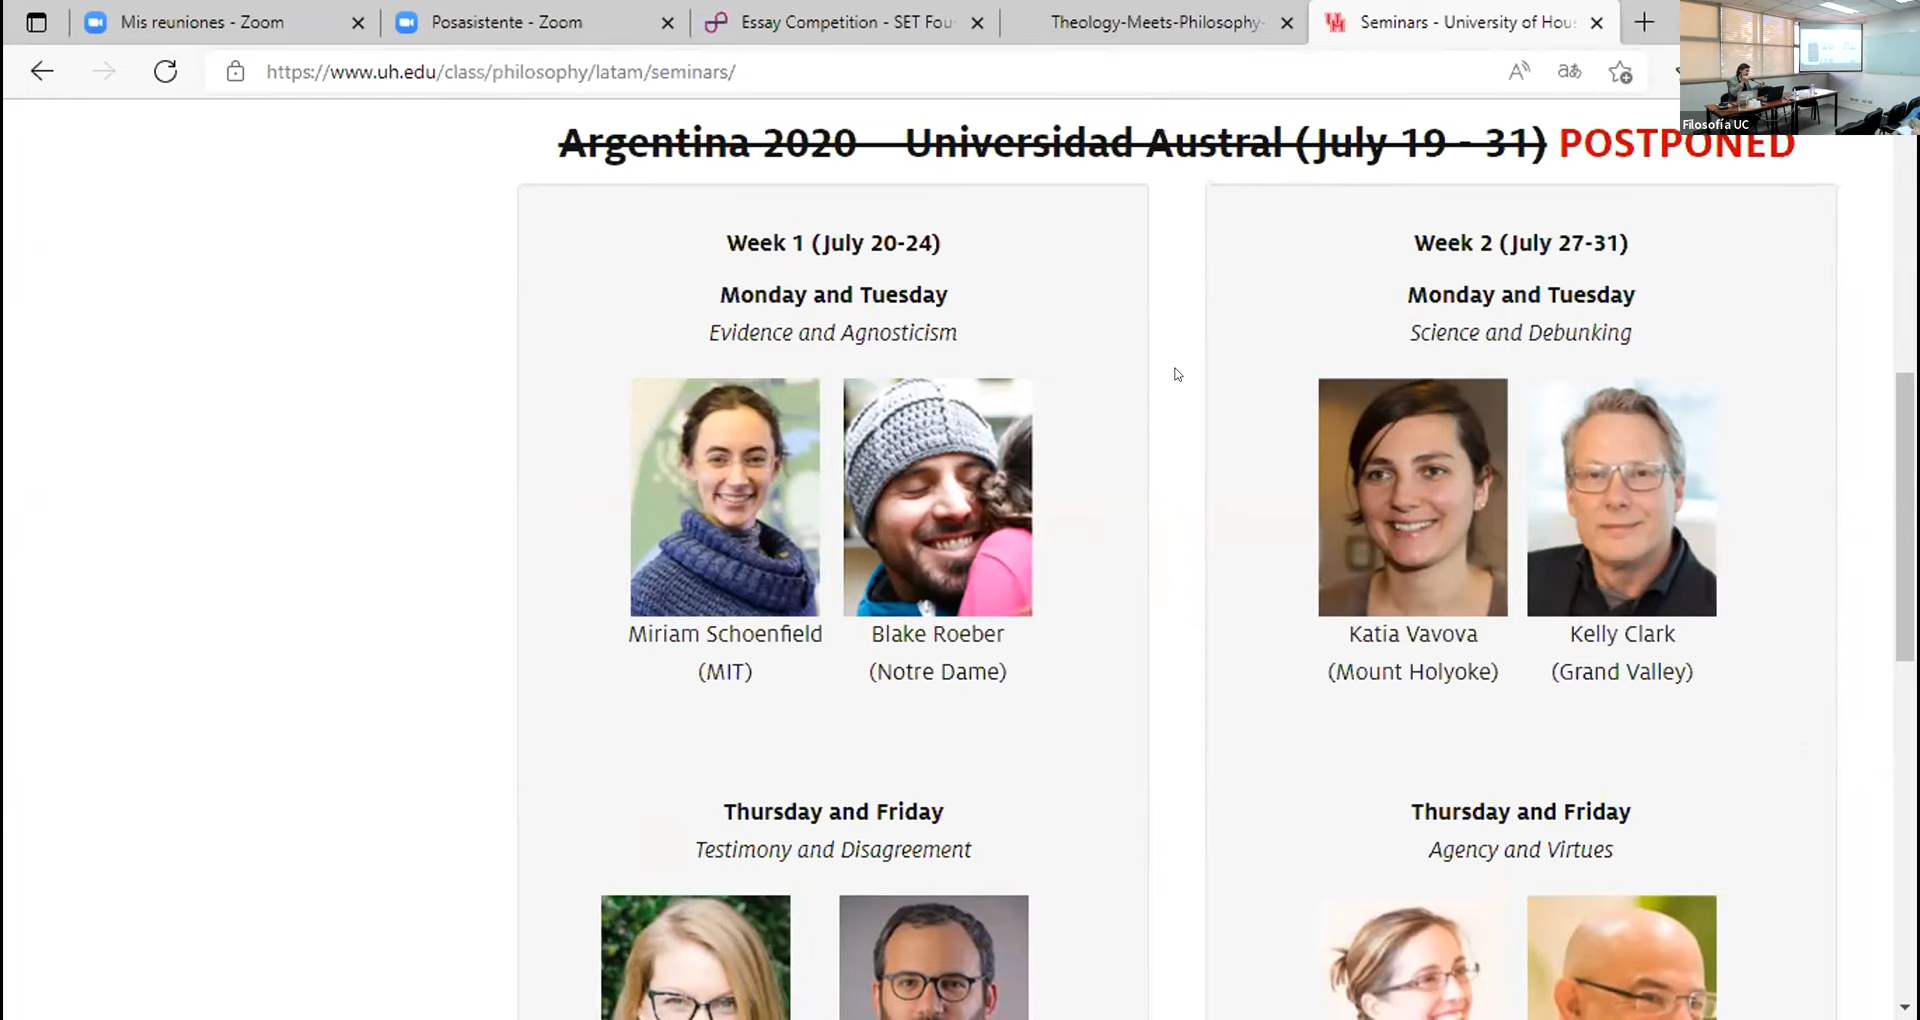 Mis reuniones - Zoom
Posasistente - Zoom
Essay Competition - SET Fou
Theology-Meets-Philosophy-
Seminars - University of Hou
https://www.uh.edu/class/philosophy/latam/seminars/
Filosofía UC
Argentina 2020 - Universidad Austral (July 19 - 31) POSTPONED
Week 1 (July 20-24)
Monday and Tuesday
Evidence and Agnosticism
Miriam Schoenfield
(MIT)
Blake Roeber
(Notre Dame)
Thursday and Friday
Testimony and Disagreement
Week 2 (July 27-31)
Monday and Tuesday
Science and Debunking
Katia Vavova
(Mount Holyoke)
Kelly Clark
(Grand Valley)
Thursday and Friday
Agency and Virtues